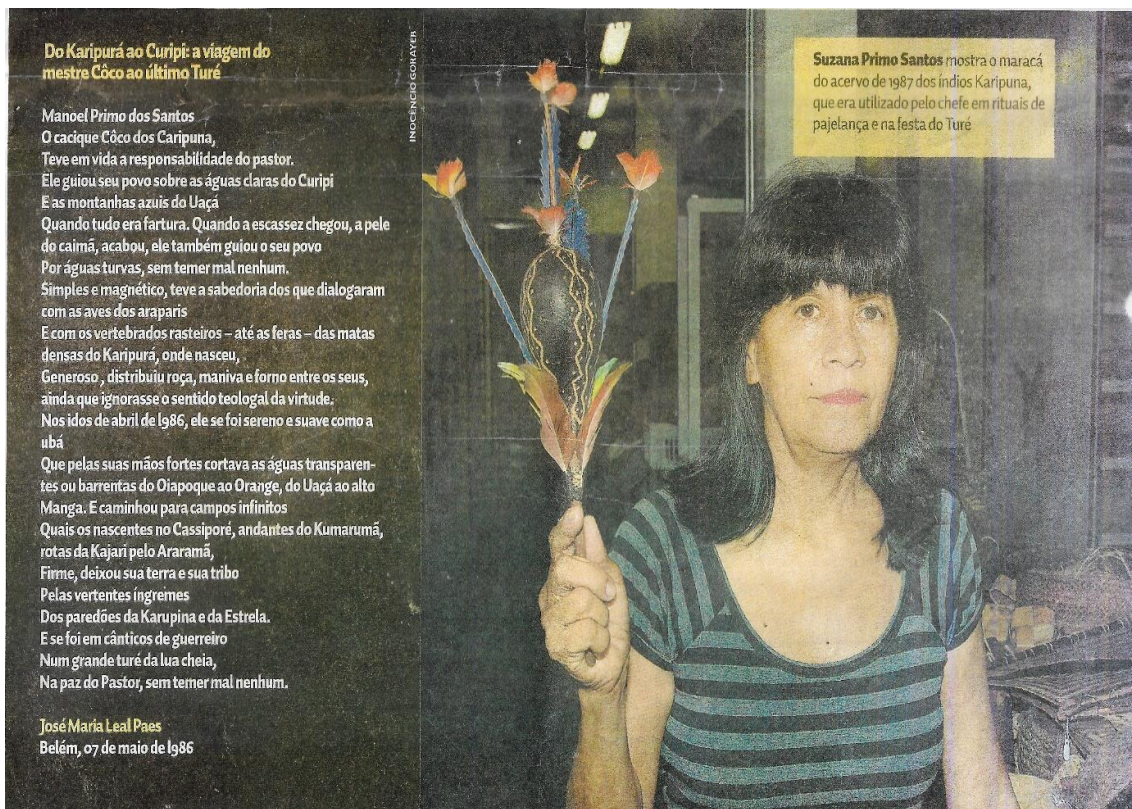 Do Karipurá ao Curipi: a viagem do
mestre Côco ao último Turé
Manoel Primo dos Santos
O cacique Côco dos Caripuna,
Teve em vida a responsabilidade do pastor.
Ele guiou seu povo sobre as águas claras do Curipi
E as montanhas azuis do Uaçá
Quando tudo era fartura. Quando a escassez chegou, a pele
do caimã, acabou, ele também guiou o seu povo
Por águas turvas, sem temer mal nenhum.
Simples e magnético, teve a sabedoria dos que dialogaram
com as aves dos araparis
E com os vertebrados rasteiros – até as feras – das matas
densas do Karipurá, onde nasceu,
Generoso , distribuiu roça, maniva e forno entre os seus,
ainda que ignorasse o sentido teologal da virtude.
Nos idos de abril de l986, ele se foi sereno e suave como a
ubá
Que pelas suas mãos fortes cortava as águas transparen-
tes ou barrentas do Oiapoque ao Orange, do Uaçá ao alto
Manga. E caminhou para campos infinitos
Quais os nascentes no Cassiporé, andantes do Kumarumã,
rotas da Kajari pelo Araramã,
Firme, deixou sua terra e sua tribo
Pelas vertentes íngremes
Dos paredões da Karupina e da Estrela.
E se foi em cânticos de guerreiro
Num grande turé da lua cheia,
Na paz do Pastor, sem temer mal nenhum.
José Maria Leal Paes
Belém, 07 de maio de l986
INOCÊNCIO GORAYER
Suzana Primo Santos mostra o maracá
do acervo de 1987 dos índios Karipuna,
que era utilizado pelo chefe em rituais de
pajelança e na festa do Turé